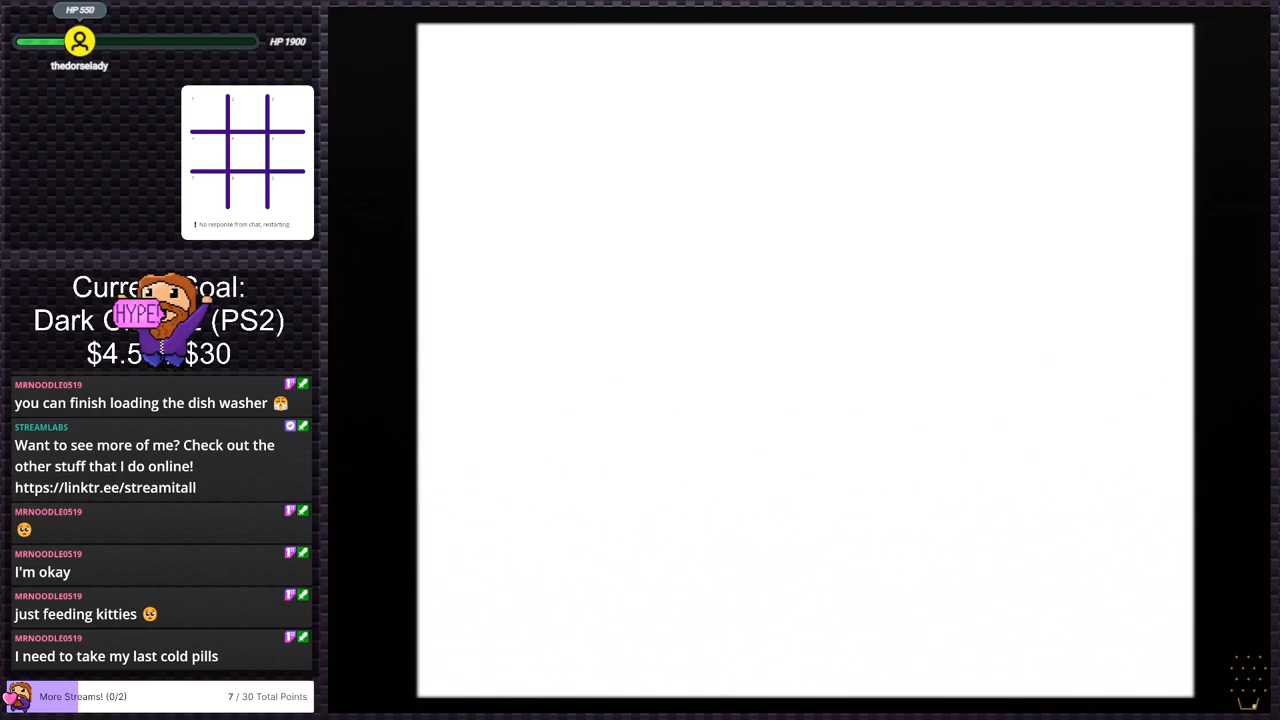 HP 550
HP 1900
thedorselady
! No response from chat, restarting.
Curre oal:
HYPE!
Dark C (PS2)
$4.5 $30
MRNOODLE0519
you can finish loading the dish washer 😤
STREAMLABS
Want to see more of me? Check out the
other stuff that I do online!
https://linktr.ee/streamitall
MRNOODLE0519
🥺
MRNOODLE0519
I'm okay
MRNOODLE0519
just feeding kitties 🥺
MRNOODLE0519
I need to take my last cold pills
More Streams! (0/2)
7 / 30 Total Points